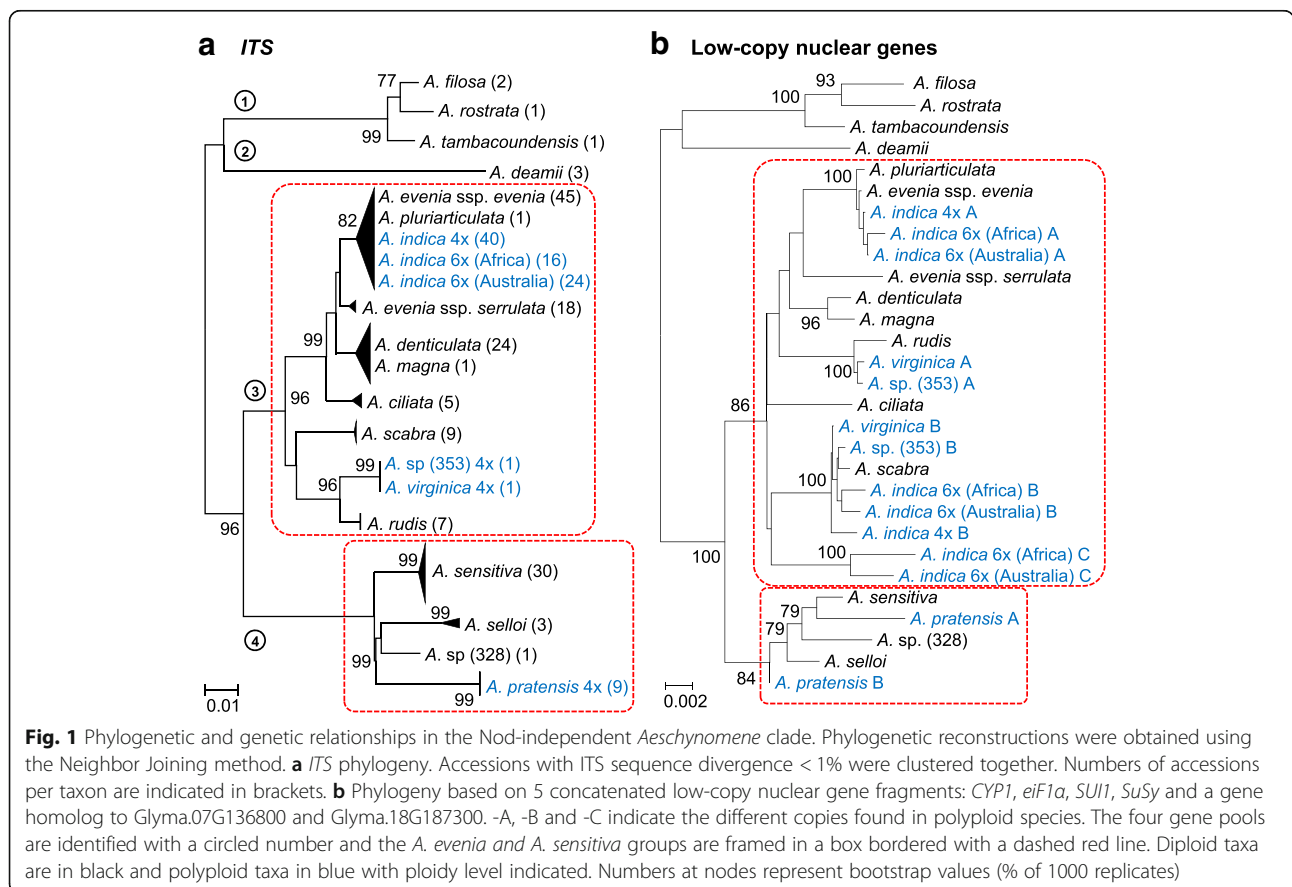 a ITS
77
A. filosa (2)
①
A. rostrata (1)
99
A. tambacoundensis (1)
②
A. deamii (3)
A. evenia ssp. evenia (45)
82
A. pluriarticulata (1)
A. indica 4x (40)
A. indica 6x (Africa) (16)
A. indica 6x (Australia) (24)
A. evenia ssp. serrulata (18)
99
A. denticulata (24)
A. magna (1)
③
96
A. ciliata (5)
A. scabra (9)
99
A. sp (353) 4x (1)
96
A. virginica 4x (1)
A. rudis (7)
96
99
A. sensitiva (30)
99
A. selloi (3)
④
A. sp (328) (1)
99
A. pratensis 4x (9)
99
0.01
b Low-copy nuclear genes
93
A. filosa
100
A. rostrata
A. tambacoundensis
A. deamii
A. pluriarticulata
100
A. evenia ssp. evenia
A. indica 4x A
A. indica 6x (Africa) A
A. indica 6x (Australia) A
A. evenia ssp. serrulata
A. denticulata
96
A. magna
A. rudis
A. virginica A
100
A. sp. (353) A
86
A. ciliata
A. virginica B
A. sp. (353) B
A. scabra
100
A. indica 6x (Africa) B
A. indica 6x (Australia) B
A. indica 4x B
100
A. indica 6x (Africa) C
100
A. indica 6x (Australia) C
A. sensitiva
79
A. pratensis A
79
A. sp. (328)
A. selloi
84
A. pratensis B
0.002
Fig. 1 Phylogenetic and genetic relationships in the Nod-independent Aeschynomene clade. Phylogenetic reconstructions were obtained using
the Neighbor Joining method. a ITS phylogeny. Accessions with ITS sequence divergence < 1% were clustered together. Numbers of accessions
per taxon are indicated in brackets. b Phylogeny based on 5 concatenated low-copy nuclear gene fragments: CYP1, eiF1a, SUI1, SuSy and a gene
homolog to Glyma.07G136800 and Glyma.18G187300. -A, -B and -C indicate the different copies found in polyploid species. The four gene pools
are identified with a circled number and the A. evenia and A. sensitiva groups are framed in a box bordered with a dashed red line. Diploid taxa
are in black and polyploid taxa in blue with ploidy level indicated. Numbers at nodes represent bootstrap values (% of 1000 replicates)